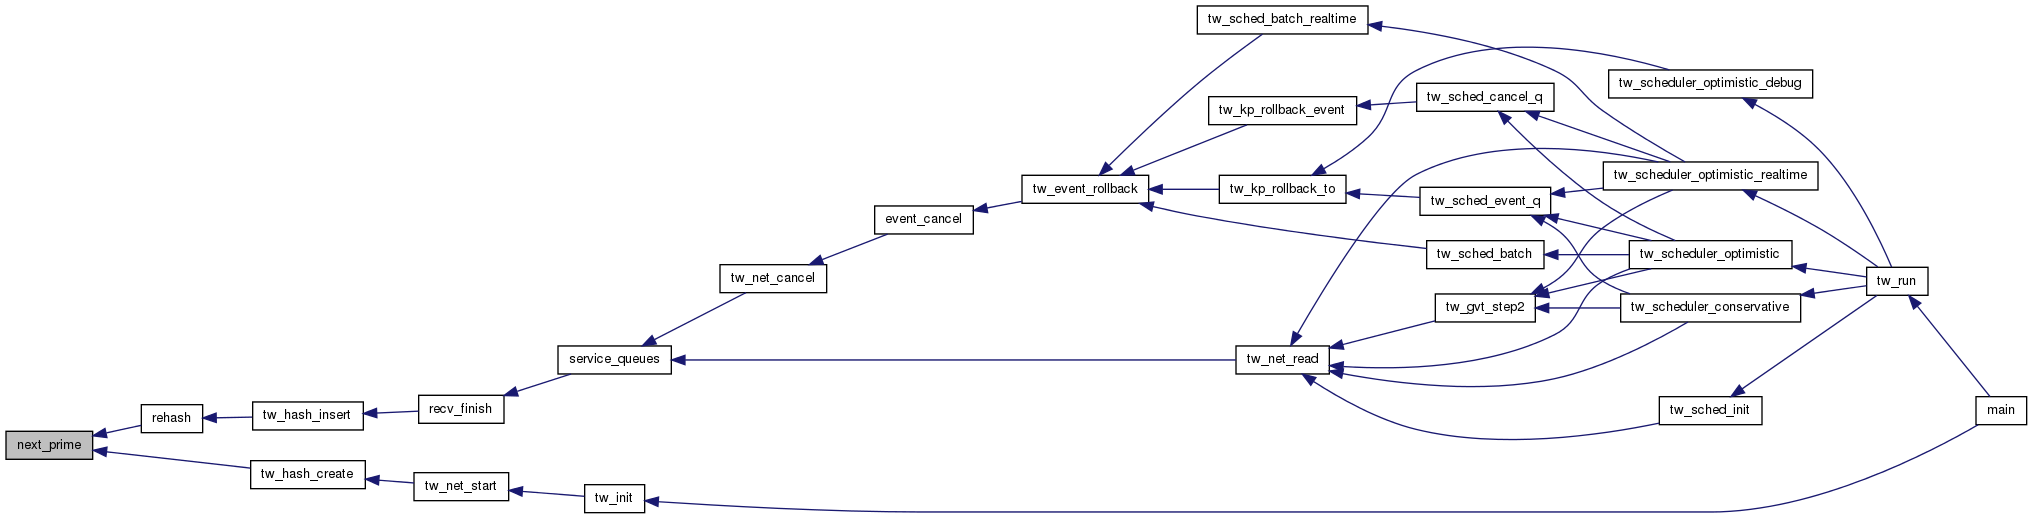 tw_sched_batch_realtime
tw_scheduler_optimistic_debug
tw_sched_cancel_q
tw_kp_rollback_event
tw_scheduler_optimistic_realtime
tw_event_rollback
tw_kp_rollback_to
tw_sched_event_q
event_cancel
tw_sched_batch
tw_scheduler_optimistic
tw_net_cancel
tw_run
tw_gvt_step2
tw_scheduler_conservative
service_queues
tw_net_read
rehash
tw_hash_insert
recv_finish
tw_sched_init
main
next_prime
tw_hash_create
tw_net_start
tw_init